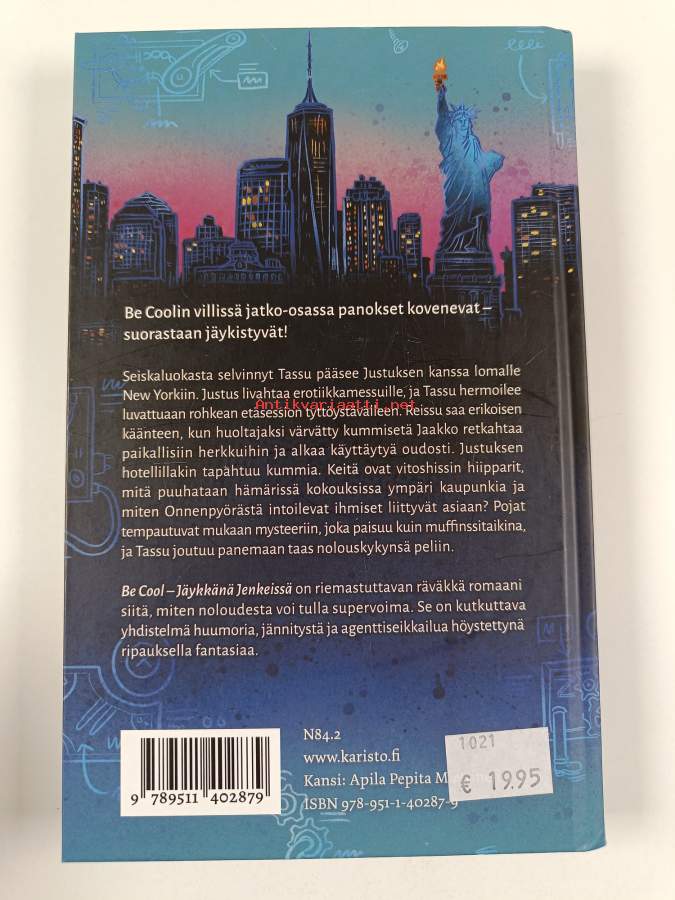 Be Coolin villissä jatko-osassa panokset kovenevat –
suorastaan jäykistyvät!
Seiskaluokasta selvinnyt Tassu pääsee Justuksen kanssa lomalle
New Yorkiin. Justus livahtaa erotiikkamessuille, ja Tassu hermoilee
Antikvariaatti.net
luvattuaan rohkean etäsession tyttöystävälleen. Reissu saa erikoisen
käänteen, kun huoltajaksi värvätty kummisetä Jaakko retkahtaa
paikallisiin herkkuihin ja alkaa käyttäytyä oudosti. Justuksen
hotellillakin tapahtuu kummia. Keitä ovat vitoshissin hiipparit,
mitä puuhataan hämärissä kokouksissa ympäri kaupunkia ja
miten Onnenpyörästä intoilevat ihmiset liittyvät asiaan? Pojat
tempautuvat mukaan mysteeriin, joka paisuu kuin muffinssitaikina,
ja Tassu joutuu panemaan taas nolouskykynsä peliin.
Be Cool – Jäykkänä Jenkeissä on riemastuttavan räväkkä romaani
siitä, miten noloudesta voi tulla supervoima. Se on kutkuttava
yhdistelmä huumoria, jännitystä ja agenttiseikkailua höystettynä
ripauksella fantasiaa.
N84.2
www.karisto.fi
Kansi: Apila Pepita
ISBN 978-951-1-40287-9
1021
€ 19.95
9 789511 402879